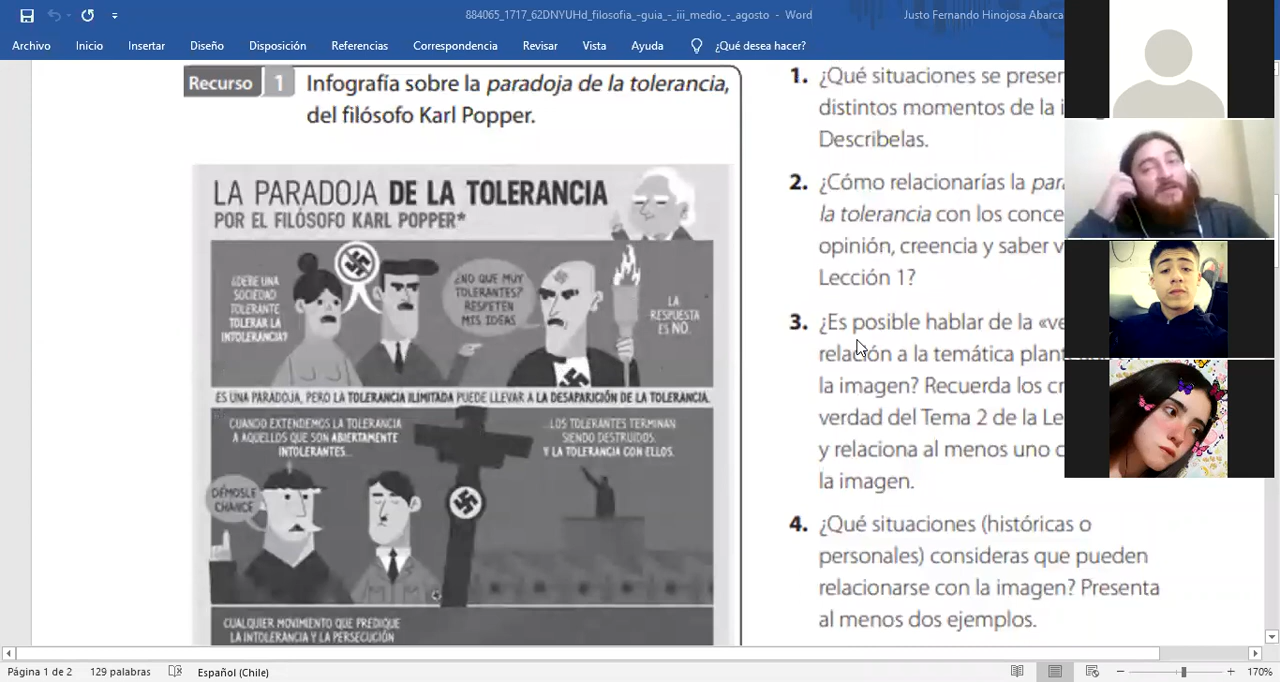 884065_1717_62DNYUHd_filosofia_-guia_-_iii_medio_-_agosto - Word
Justo Fernando Hinojosa Abarca
Archivo Inicio Insertar Diseño Disposición Referencias Correspondencia Revisar Vista Ayuda ¿Qué desea hacer?
Recurso 1 Infografía sobre la paradoja de la tolerancia,
del filósofo Karl Popper.
LA PARADOJA DE LA TOLERANCIA
POR EL FILÓSOFO KARL POPPER*
¿DEBE UNA
SOCIEDAD
TOLERANTE
TOLERAR LA
INTOLERANCIA?
¿NO QUE MUY
TOLERANTES?
RESPETEN
MIS IDEAS
LA
RESPUESTA
ES NO.
ES UNA PARADOJA, PERO LA TOLERANCIA ILIMITADA PUEDE LLEVAR A LA DESAPARICIÓN DE LA TOLERANCIA.
CUANDO EXTENDEMOS LA TOLERANCIA
A AQUELLOS QUE SON ABIERTAMENTE
INTOLERANTES...
DÉMOSLE
CHANCE
...LOS TOLERANTES TERMINAN
SIENDO DESTRUIDOS.
Y LA TOLERANCIA CON ELLOS.
CUALQUIER MOVIMIENTO QUE PREDIQUE
LA INTOLERANCIA Y LA PERSECUCIÓN
1. ¿Qué situaciones se presen
distintos momentos de la i
Descríbelas.
2. ¿Cómo relacionarías la par
la tolerancia con los conce
opinión, creencia y saber v
Lección 1?
3. ¿Es posible hablar de la «ve
relación a la temática plant
la imagen? Recuerda los cr
verdad del Tema 2 de la Le
y relaciona al menos uno c
la imagen.
4. ¿Qué situaciones (históricas o
personales) consideras que pueden
relacionarse con la imagen? Presenta
al menos dos ejemplos.
Página 1 de 2 129 palabras Español (Chile) 170%